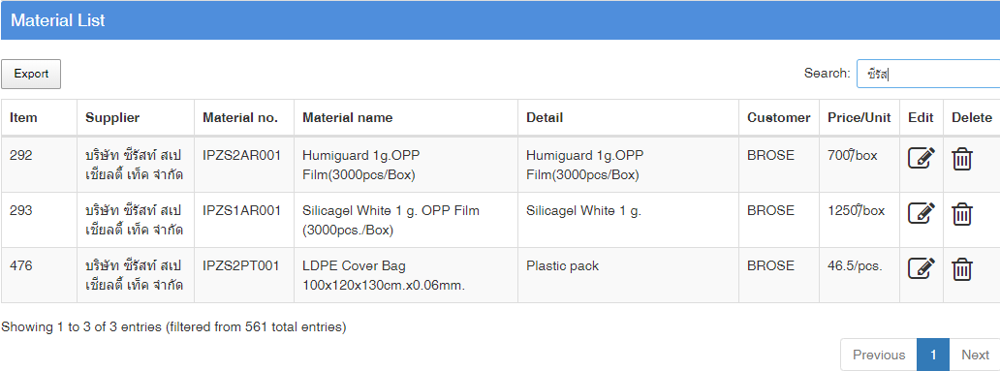 Material List
Export
Search: ซีรัส
Item Supplier Material no. Material name Detail Customer Price/Unit Edit Delete
292 บริษัท ซีรัสท์ สเป IPZS2AR001 Humiguard 1g.OPP Humiguard 1g.OPP BROSE 700/box
เชียลตี้ เท็ค จำกัด Film(3000pcs/Box) Film(3000pcs/Box)
293 บริษัท ซีรัสท์ สเป IPZS1AR001 Silicagel White 1 g. OPP Film Silicagel White 1 g. BROSE 1250/box
เชียลตี้ เท็ค จำกัด (3000pcs./Box)
476 บริษัท ซีรัสท์ สเป IPZS2PT001 LDPE Cover Bag Plastic pack BROSE 46.5/pcs.
เชียลตี้ เท็ค จำกัด 100x120x130cm.x0.06mm.
Showing 1 to 3 of 3 entries (filtered from 561 total entries)
Previous 1 Next